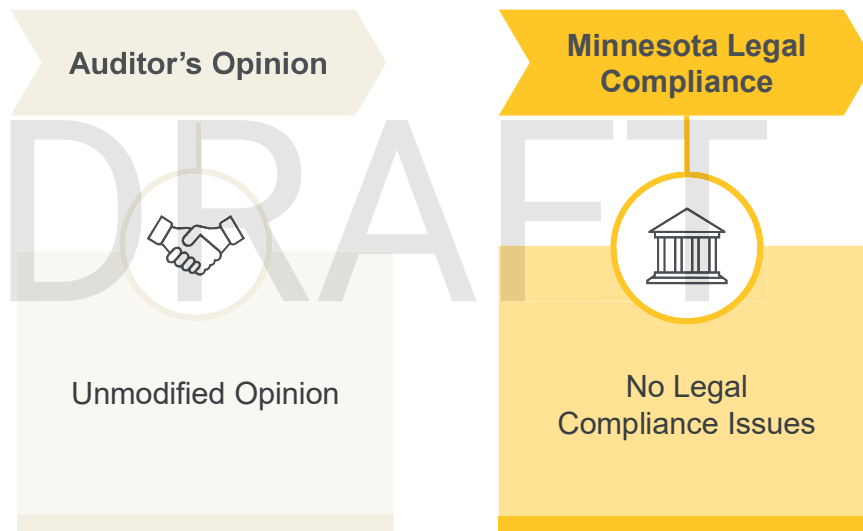 Auditor’s Opinion
Minnesota Legal
Compliance
DRAFT
Unmodified Opinion
No Legal
Compliance Issues